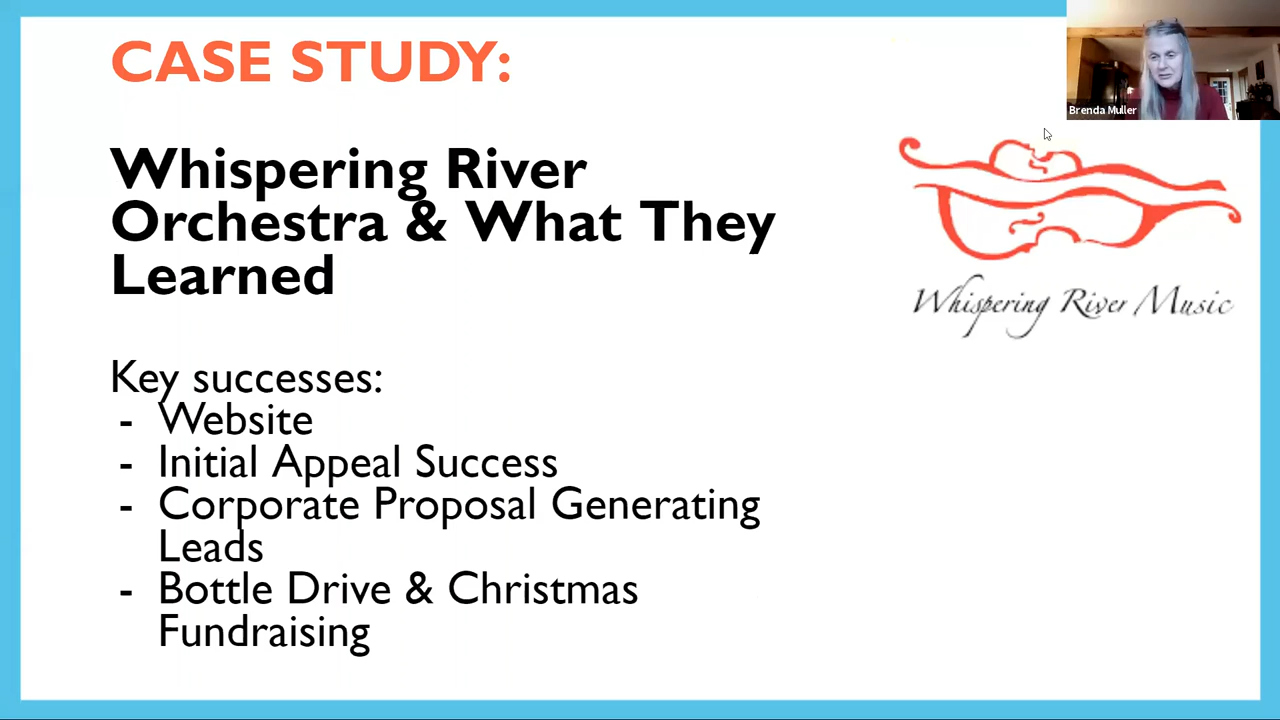 CASE STUDY:
Brenda Muller
Whispering River
Orchestra & What They
Learned
Whispering River Music
Key successes:
- Website
- Initial Appeal Success
- Corporate Proposal Generating
Leads
- Bottle Drive & Christmas
Fundraising